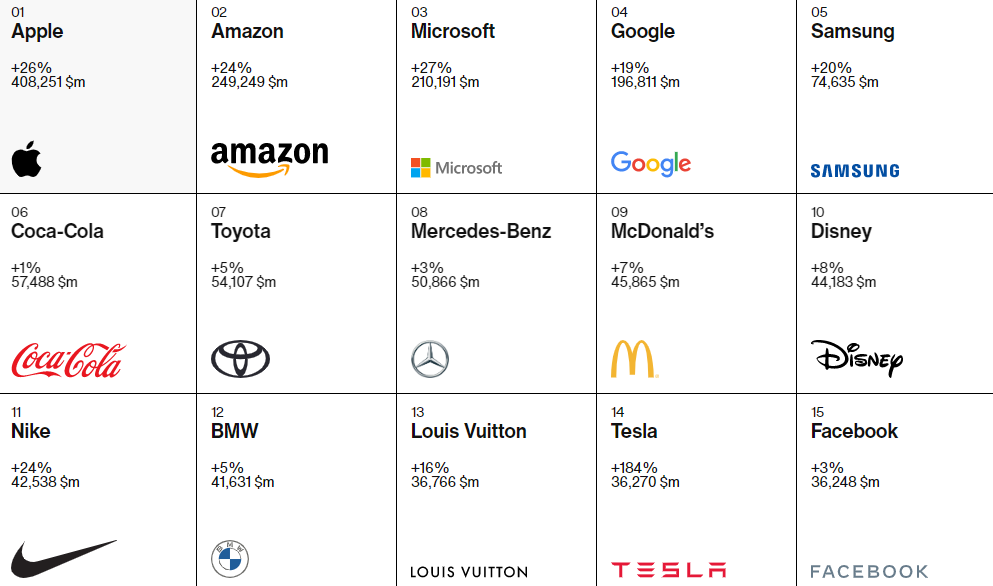 01
Apple
+26%
408,251 $m
02
Amazon
+24%
249,249 $m
amazon
03
Microsoft
+27%
210,191 $m
Microsoft
04
Google
+19%
196,811 $m
Google
05
Samsung
+20%
74,635 $m
SAMSUNG
06
Coca-Cola
+1%
57,488 $m
Coca-Cola
07
Toyota
+5%
54,107 $m
08
Mercedes-Benz
+3%
50,866 $m
09
McDonald’s
+7%
45,865 $m
10
Disney
+8%
44,183 $m
Disney
11
Nike
+24%
42,538 $m
12
BMW
+5%
41,631 $m
BMW
13
Louis Vuitton
+16%
36,766 $m
LOUIS VUITTON
14
Tesla
+184%
36,270 $m
TESLA
15
Facebook
+3%
36,248 $m
FACEBOOK